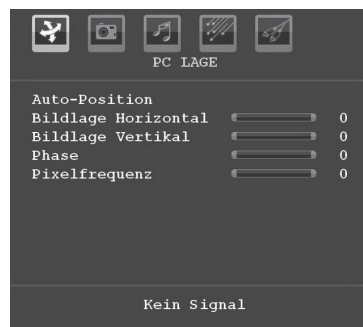 PC LAGE
Auto-Position
Bildlage Horizontal 0
Bildlage Vertikal 0
Phase 0
Pixelfrequenz 0
Kein Signal